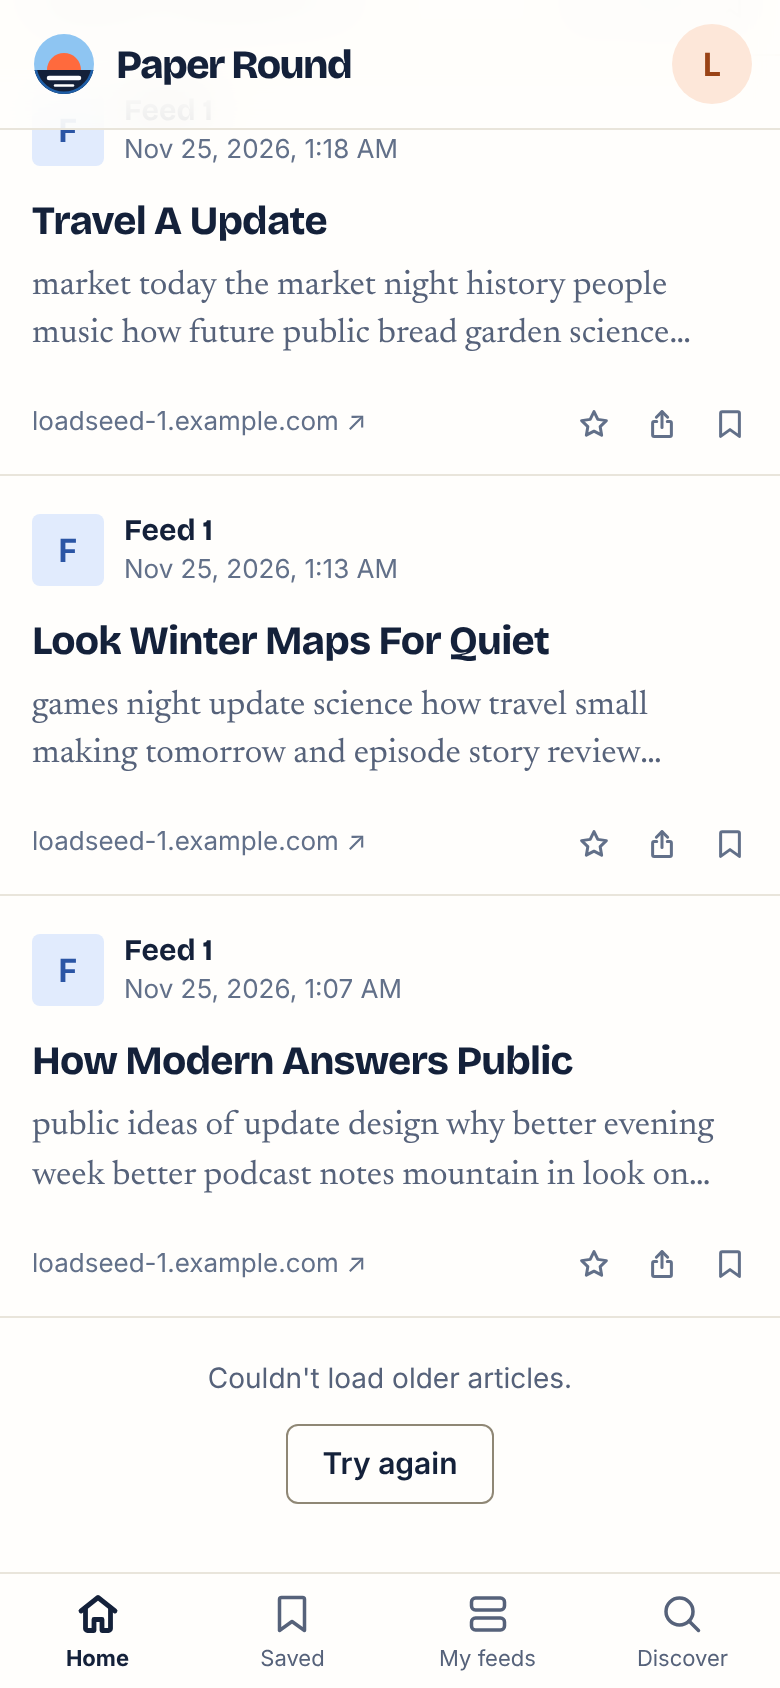 Paper Round
L
Feed 1
F
Nov 25, 2026, 1:18 AM
Travel A Update
market today the market night history people
music how future public bread garden science...
loadseed-1.example.com ↗
F
Feed 1
Nov 25, 2026, 1:13 AM
Look Winter Maps For Quiet
games night update science how travel small
making tomorrow and episode story review...
loadseed-1.example.com ↗
F
Feed 1
Nov 25, 2026, 1:07 AM
How Modern Answers Public
public ideas of update design why better evening
week better podcast notes mountain in look on...
loadseed-1.example.com ↗
Couldn't load older articles.
Try again
Home
Saved
My feeds
Discover